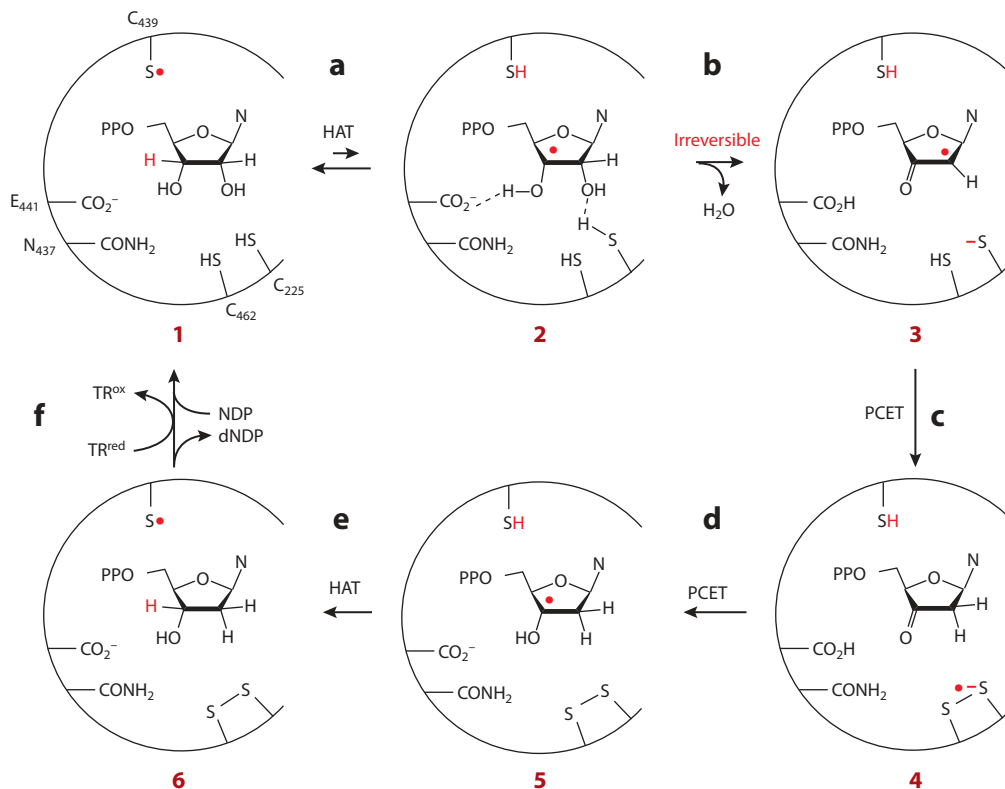 C₄₃₉
S•
a
PPO
O
N
H
H
HO
OH
E₄₄₁
CO₂⁻
N₄₃₇
CONH₂
HS
HS
C₂₂₅
C₄₆₂
1
HAT
SH
PPO
O
N
•
H
H
O
OH
H
CO₂⁻
S
CONH₂
HS
2
b
Irreversible
H₂O
SH
PPO
O
N
•
O
H
CO₂H
CONH₂
–S
HS
3
PCET
c
f
TRᵒˣ
NDP
dNDP
TRʳᵉᵈ
S•
e
PPO
O
N
H
H
HO
H
CO₂⁻
CONH₂
S
S
6
HAT
SH
PPO
O
N
•
H
HO
H
CO₂⁻
CONH₂
S
S
5
d
PCET
SH
PPO
O
N
H
O
H
CO₂H
CONH₂
•–S
S
4